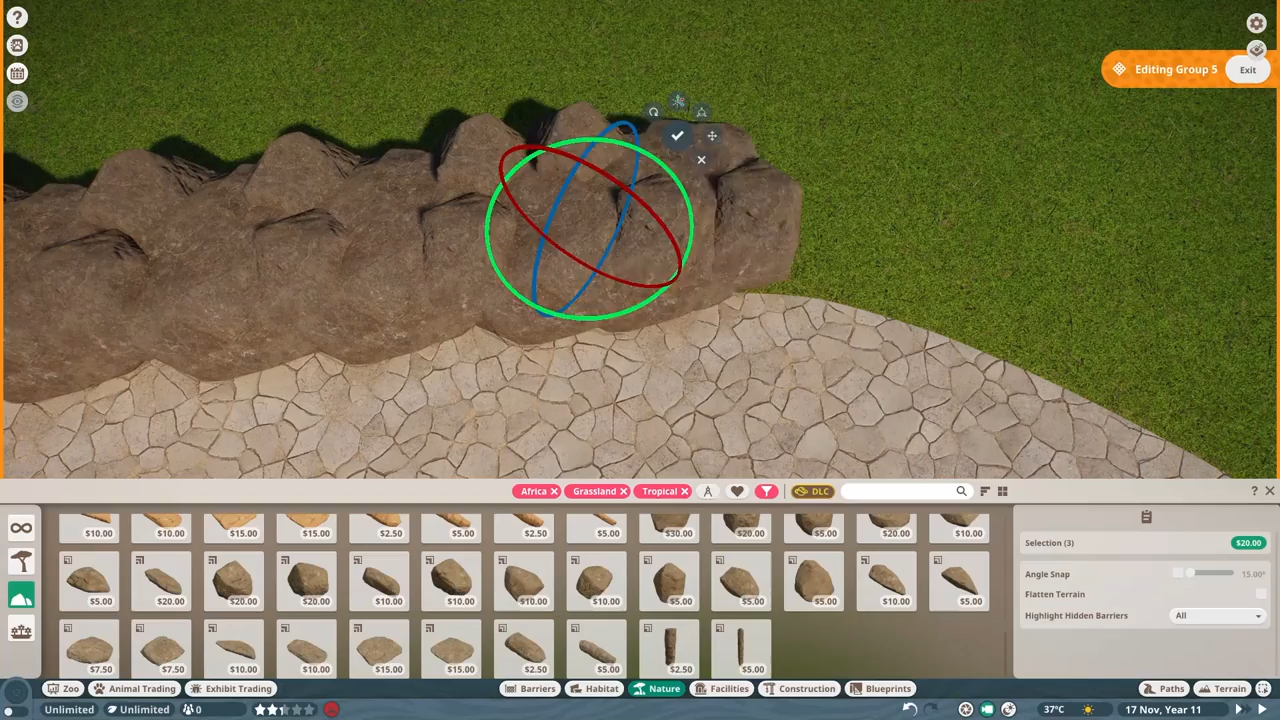 ?
Editing Group 5 Exit
Africa ✕ Grassland ✕ Tropical ✕ DLC ? ✕
$10.00 $10.00 $15.00 $15.00 $2.50 $5.00 $2.50 $5.00 $30.00 $20.00 $5.00 $20.00 $10.00
Selection (3) $20.00
$5.00 $20.00 $20.00 $20.00 $10.00 $10.00 $10.00 $10.00 $5.00 $5.00 $5.00 $10.00 $5.00
Angle Snap 15.00°
Flatten Terrain
Highlight Hidden Barriers All
$7.50 $7.50 $10.00 $10.00 $15.00 $15.00 $2.50 $5.00 $2.50 $5.00
Zoo Animal Trading Exhibit Trading Barriers Habitat Nature Facilities Construction Blueprints Paths Terrain
Unlimited Unlimited 0 37°C 17 Nov, Year 11